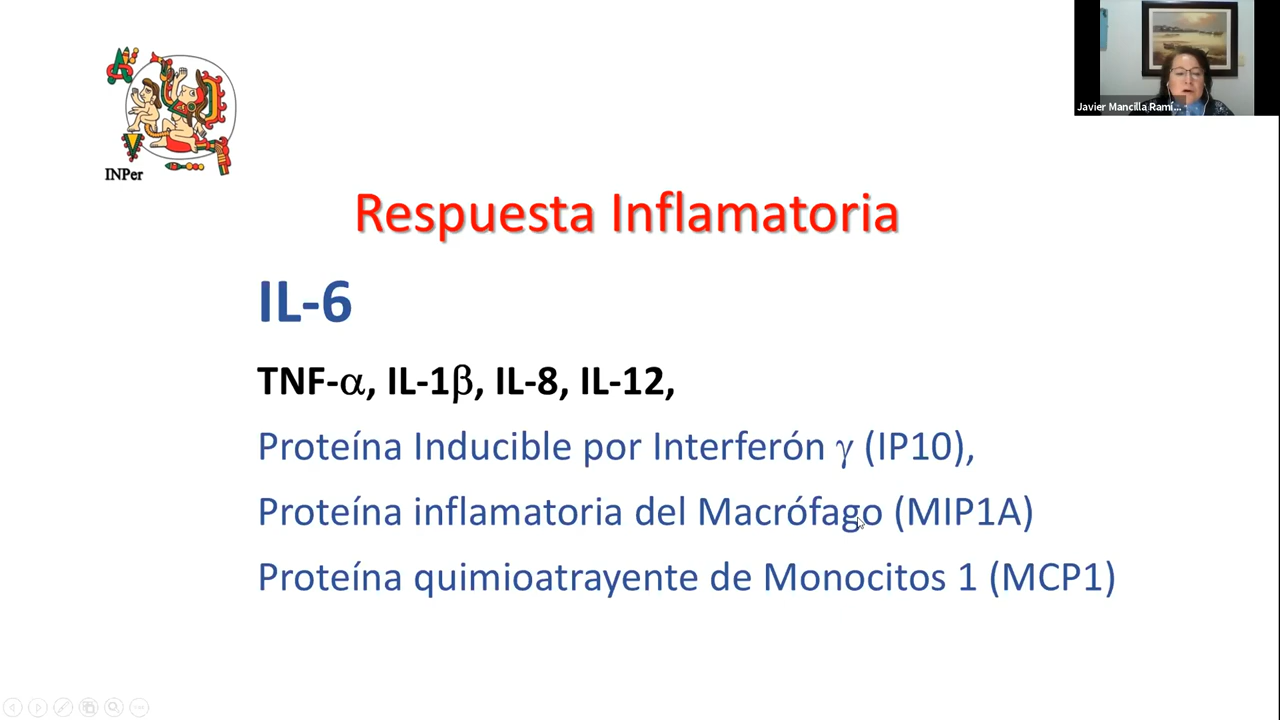 Javier Mancilla Ramí...
INPer
Respuesta Inflamatoria
IL-6
TNF-α, IL-1β, IL-8, IL-12,
Proteína Inducible por Interferón γ (IP10),
Proteína inflamatoria del Macrófago (MIP1A)
Proteína quimioatrayente de Monocitos 1 (MCP1)